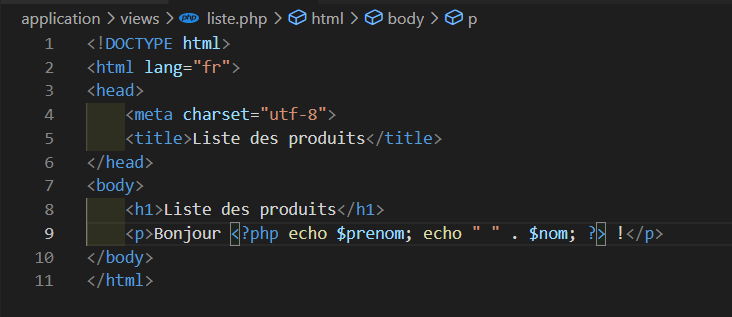 application > views > php liste.php > html > body > p
1 <!DOCTYPE html>
2 <html lang="fr">
3 <head>
4 <meta charset="utf-8">
5 <title>Liste des produits</title>
6 </head>
7 <body>
8 <h1>Liste des produits</h1>
9 <p>Bonjour <?php echo $prenom; echo " " . $nom; ?> !</p>
10 </body>
11 </html>